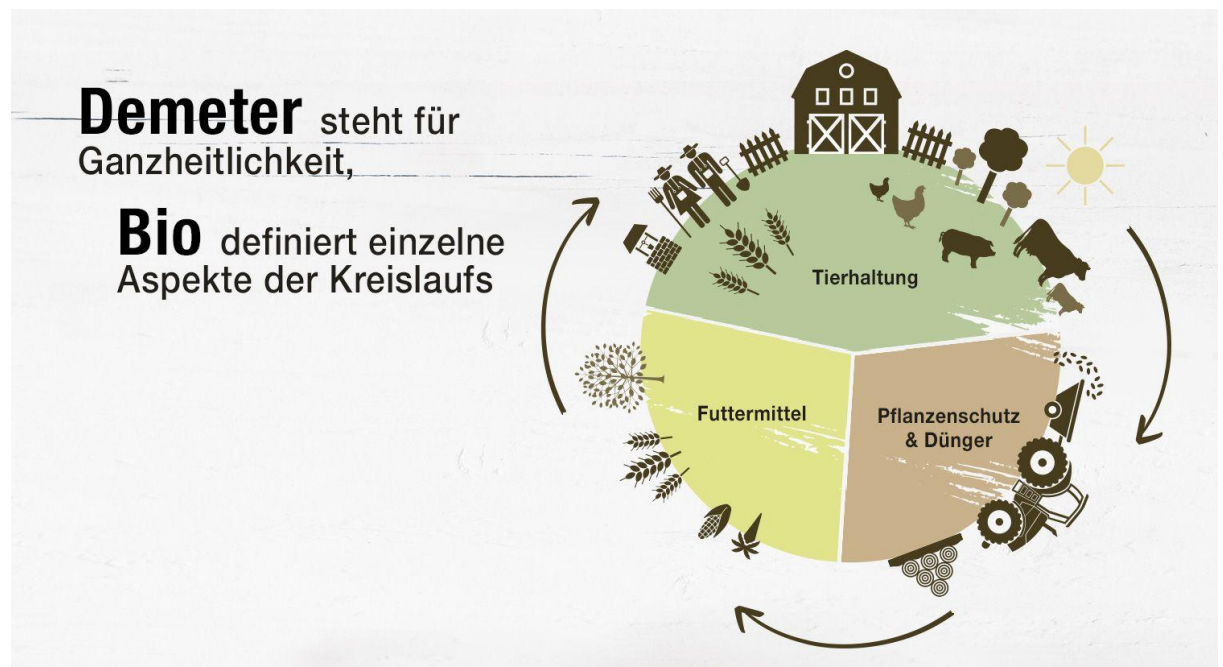 Demeter steht für
Ganzheitlichkeit,
Bio definiert einzelne
Aspekte der Kreislaufs
Tierhaltung
Futtermittel
Pflanzenschutz
& Dünger